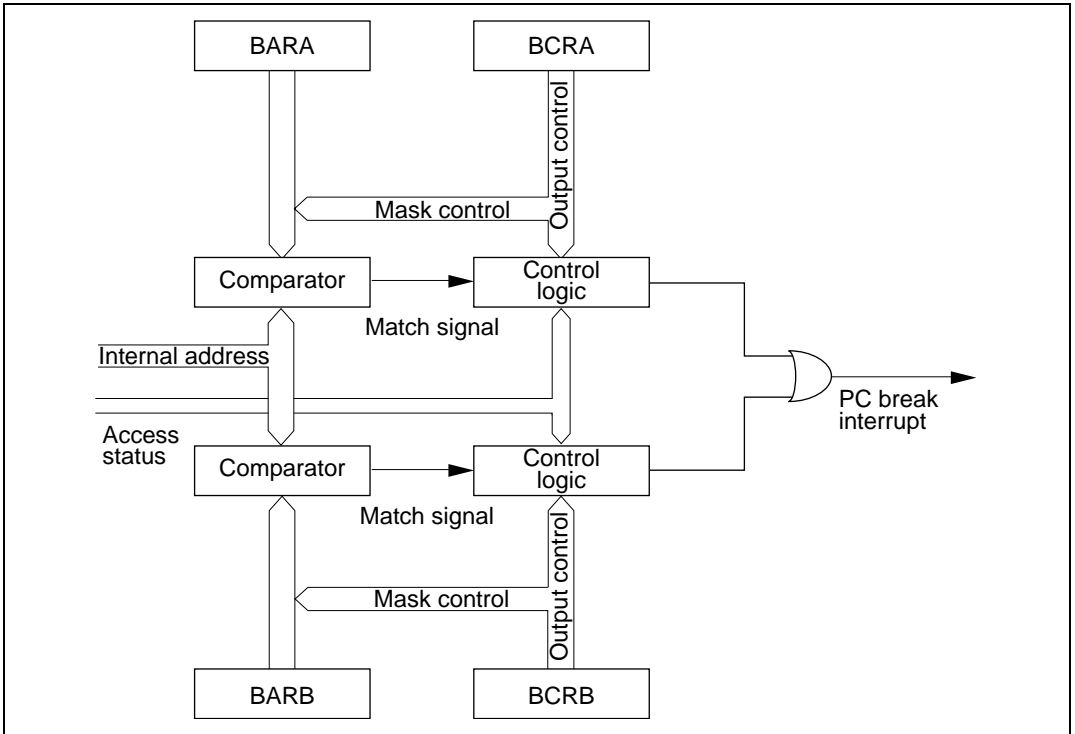 BARA
BCRA
Output control
Mask control
Comparator
Control
logic
Match signal
Internal address
Access
status
PC break
interrupt
Comparator
Control
logic
Match signal
Output control
Mask control
BARB
BCRB